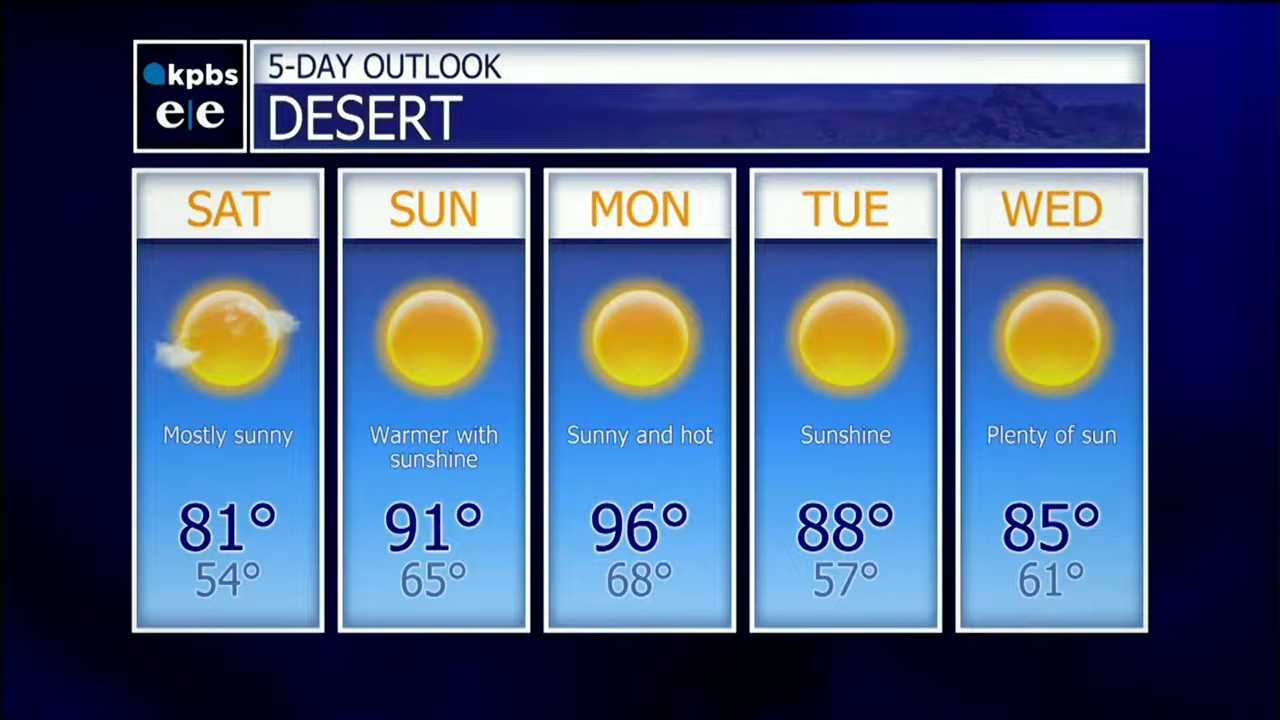 kpbs
e|e
5-DAY OUTLOOK
DESERT
SAT
Mostly sunny
81°
54°
SUN
Warmer with
sunshine
91°
65°
MON
Sunny and hot
96°
68°
TUE
Sunshine
88°
57°
WED
Plenty of sun
85°
61°